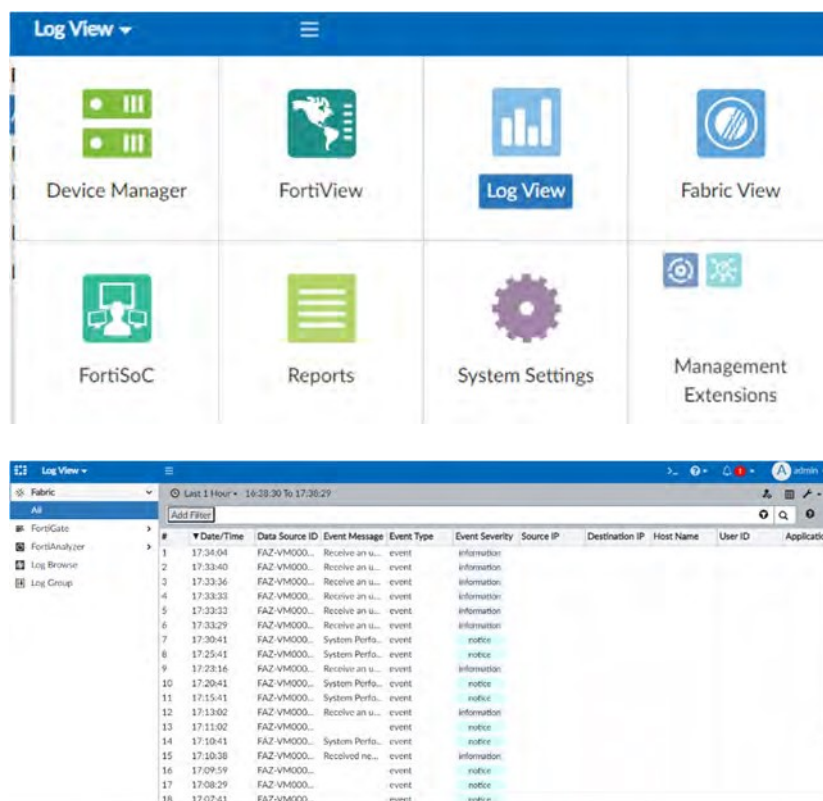 Log View
Device Manager FortiView Log View Fabric View
FortiSoC Reports System Settings Management
Extensions
Log View admin
Fabric Last 1 Hour 16:38:30 To 17:38:29
All Add Filter
# Date/Time Data Source ID Event Message Event Type Event Severity Source IP Destination IP Host Name User ID Applicatio
FortiGate
FortiAnalyzer
Log Browse
Log Group
1 17:34:04 FAZ-VM000... Receive an u... event information
2 17:33:40 FAZ-VM000... Receive an u... event information
3 17:33:36 FAZ-VM000... Receive an u... event information
4 17:33:33 FAZ-VM000... Receive an u... event information
5 17:33:33 FAZ-VM000... Receive an u... event information
6 17:33:29 FAZ-VM000... Receive an u... event information
7 17:30:41 FAZ-VM000... System Perfo... event notice
8 17:25:41 FAZ-VM000... System Perfo... event notice
9 17:23:16 FAZ-VM000... Receive an u... event information
10 17:20:41 FAZ-VM000... System Perfo... event notice
11 17:15:41 FAZ-VM000... System Perfo... event notice
12 17:13:02 FAZ-VM000... Receive an u... event information
13 17:11:02 FAZ-VM000... event notice
14 17:10:41 FAZ-VM000... System Perfo... event notice
15 17:10:38 FAZ-VM000... Received ne... event information
16 17:09:59 FAZ-VM000... event notice
17 17:08:29 FAZ-VM000... event notice
18 17:07:41 FAZ-VM000... event notice